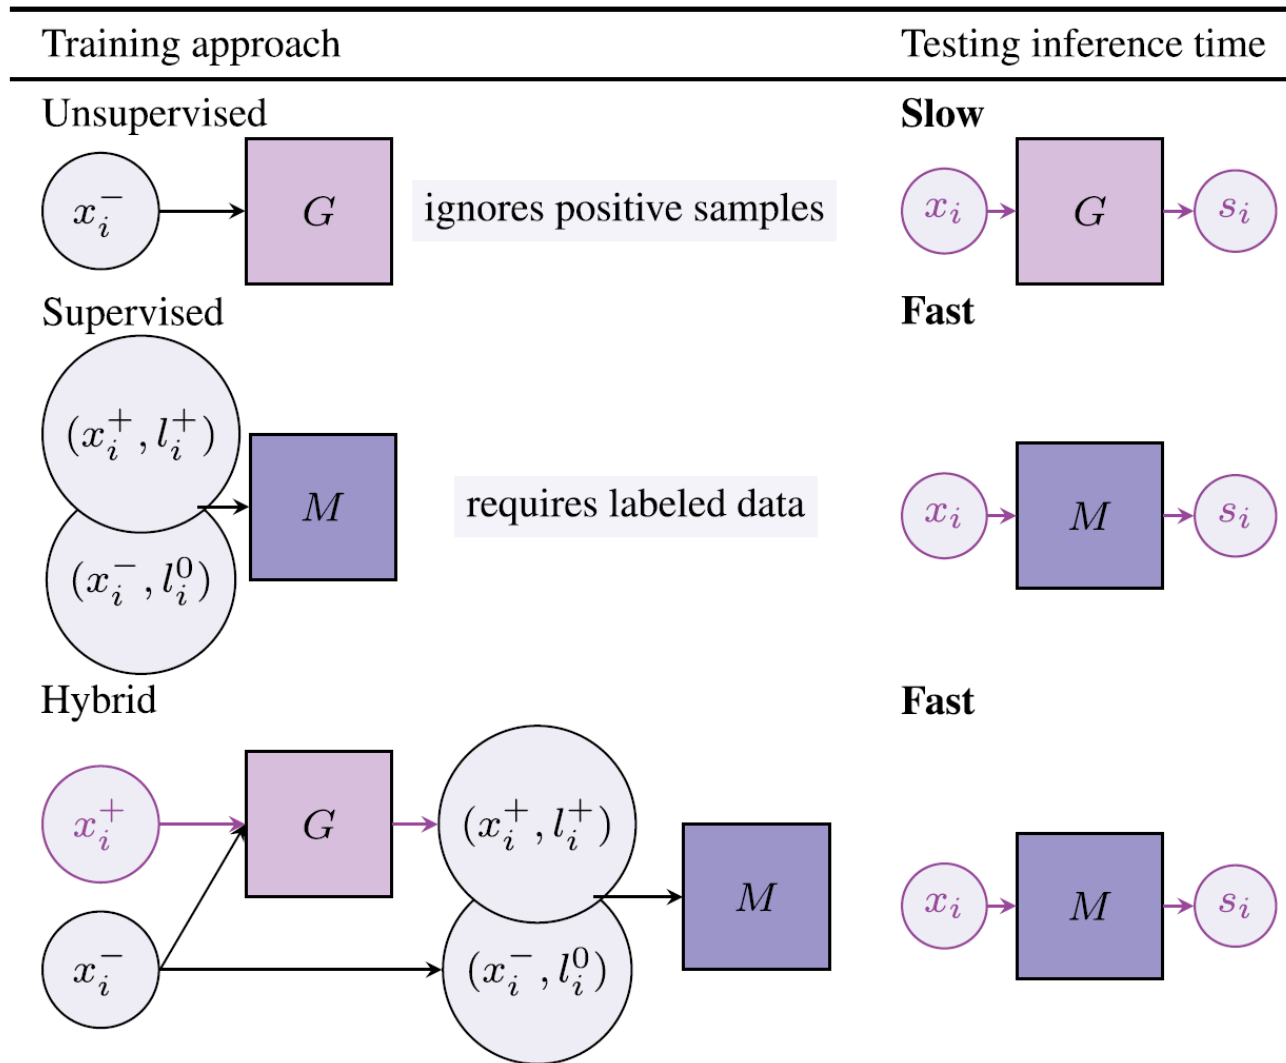 Training approach Testing inference time
Unsupervised Slow
x_i^- G ignores positive samples x_i G s_i
Supervised Fast
(x_i^+, l_i^+)
M requires labeled data x_i M s_i
(x_i^-, l_i^0)
Hybrid Fast
x_i^+ G (x_i^+, l_i^+)
M x_i M s_i
x_i^- (x_i^-, l_i^0)